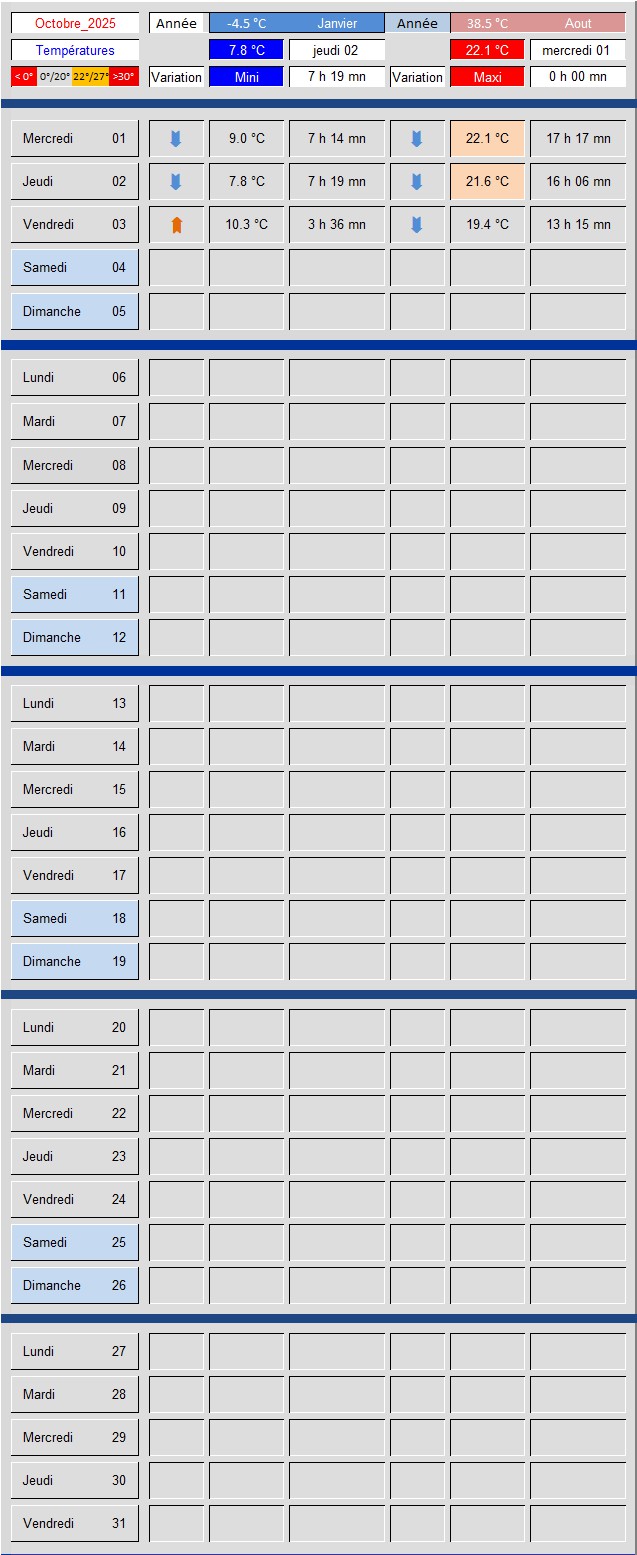 Octobre_2025 Année -4.5 °C Janvier Année 38.5 °C Aout
Températures 7.8 °C jeudi 02 22.1 °C mercredi 01
< 0° 0°/20° 22°/27° >30° Variation Mini 7 h 19 mn Variation Maxi 0 h 00 mn
Mercredi 01 9.0 °C 7 h 14 mn 22.1 °C 17 h 17 mn
Jeudi 02 7.8 °C 7 h 19 mn 21.6 °C 16 h 06 mn
Vendredi 03 10.3 °C 3 h 36 mn 19.4 °C 13 h 15 mn
Samedi 04
Dimanche 05
Lundi 06
Mardi 07
Mercredi 08
Jeudi 09
Vendredi 10
Samedi 11
Dimanche 12
Lundi 13
Mardi 14
Mercredi 15
Jeudi 16
Vendredi 17
Samedi 18
Dimanche 19
Lundi 20
Mardi 21
Mercredi 22
Jeudi 23
Vendredi 24
Samedi 25
Dimanche 26
Lundi 27
Mardi 28
Mercredi 29
Jeudi 30
Vendredi 31